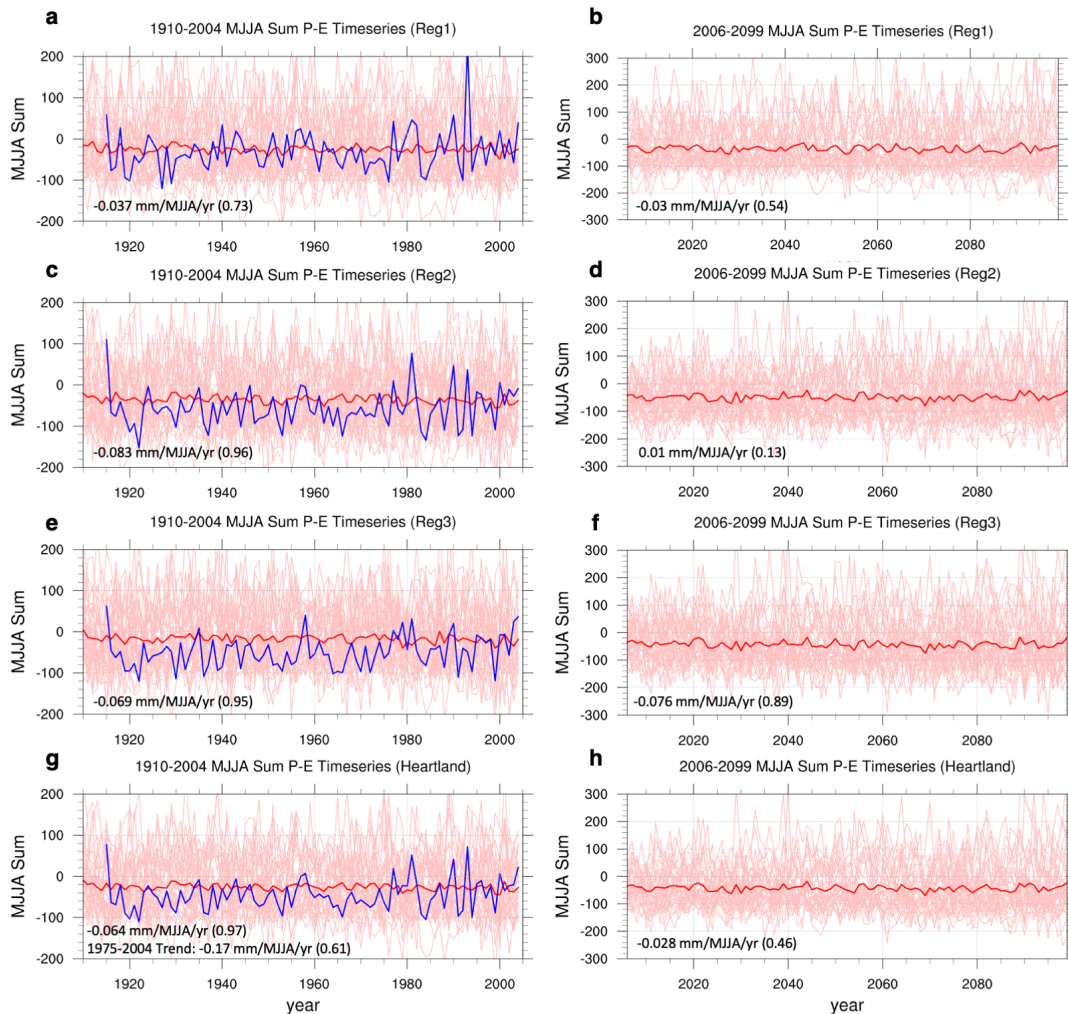 a
1910-2004 MJJA Sum P-E Timeseries (Reg1)
MJJA Sum
200
100
0
-100
-200
-0.037 mm/MJJA/yr (0.73)
1920
1940
1960
1980
2000
b
2006-2099 MJJA Sum P-E Timeseries (Reg1)
MJJA Sum
300
200
100
0
-100
-200
-300
-0.03 mm/MJJA/yr (0.54)
2020
2040
2060
2080
c
1910-2004 MJJA Sum P-E Timeseries (Reg2)
MJJA Sum
200
100
0
-100
-200
-0.083 mm/MJJA/yr (0.96)
1920
1940
1960
1980
2000
d
2006-2099 MJJA Sum P-E Timeseries (Reg2)
MJJA Sum
300
200
100
0
-100
-200
-300
0.01 mm/MJJA/yr (0.13)
2020
2040
2060
2080
e
1910-2004 MJJA Sum P-E Timeseries (Reg3)
MJJA Sum
200
100
0
-100
-200
-0.069 mm/MJJA/yr (0.95)
1920
1940
1960
1980
2000
f
2006-2099 MJJA Sum P-E Timeseries (Reg3)
MJJA Sum
300
200
100
0
-100
-200
-300
-0.076 mm/MJJA/yr (0.89)
2020
2040
2060
2080
g
1910-2004 MJJA Sum P-E Timeseries (Heartland)
MJJA Sum
200
100
0
-100
-200
-0.064 mm/MJJA/yr (0.97)
1975-2004 Trend: -0.17 mm/MJJA/yr (0.61)
1920
1940
1960
1980
2000
year
h
2006-2099 MJJA Sum P-E Timeseries (Heartland)
MJJA Sum
300
200
100
0
-100
-200
-300
-0.028 mm/MJJA/yr (0.46)
2020
2040
2060
2080
year